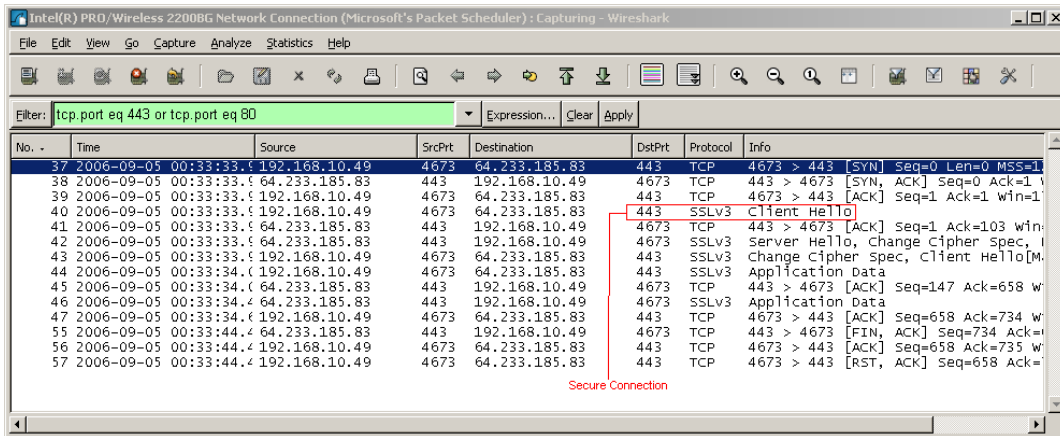 Intel(R) PRO/Wireless 2200BG Network Connection (Microsoft's Packet Scheduler) : Capturing - Wireshark
File Edit View Go Capture Analyze Statistics Help
Filter: tcp.port eq 443 or tcp.port eq 80 Expression... Clear Apply
No. - Time Source SrcPrt Destination DstPrt Protocol Info
37 2006-09-05 00:33:33.9 192.168.10.49 4673 64.233.185.83 443 TCP 4673 > 443 [SYN] Seq=0 Len=0 MSS=1
38 2006-09-05 00:33:33.9 64.233.185.83 443 192.168.10.49 4673 TCP 443 > 4673 [SYN, ACK] Seq=0 Ack=1
39 2006-09-05 00:33:33.9 192.168.10.49 4673 64.233.185.83 443 TCP 4673 > 443 [ACK] Seq=1 Ack=1 Win=1
40 2006-09-05 00:33:33.9 192.168.10.49 4673 64.233.185.83 443 SSLv3 Client Hello
41 2006-09-05 00:33:33.9 64.233.185.83 443 192.168.10.49 4673 TCP 443 > 4673 [ACK] Seq=1 Ack=103 Win
42 2006-09-05 00:33:33.9 64.233.185.83 443 192.168.10.49 4673 SSLv3 Server Hello, Change Cipher Spec,
43 2006-09-05 00:33:33.9 192.168.10.49 4673 64.233.185.83 443 SSLv3 Change Cipher Spec, Client Hello[M
44 2006-09-05 00:33:34.0 192.168.10.49 4673 64.233.185.83 443 SSLv3 Application Data
45 2006-09-05 00:33:34.0 64.233.185.83 443 192.168.10.49 4673 TCP 443 > 4673 [ACK] Seq=147 Ack=658 W
46 2006-09-05 00:33:34.4 64.233.185.83 443 192.168.10.49 4673 SSLv3 Application Data
47 2006-09-05 00:33:34.6 192.168.10.49 4673 64.233.185.83 443 TCP 4673 > 443 [ACK] Seq=658 Ack=734 W
55 2006-09-05 00:33:44.4 64.233.185.83 443 192.168.10.49 4673 TCP 443 > 4673 [FIN, ACK] Seq=734 Ack=
56 2006-09-05 00:33:44.4 192.168.10.49 4673 64.233.185.83 443 TCP 4673 > 443 [ACK] Seq=658 Ack=735 W
57 2006-09-05 00:33:44.4 192.168.10.49 4673 64.233.185.83 443 TCP 4673 > 443 [RST, ACK] Seq=658 Ack=
Secure Connection